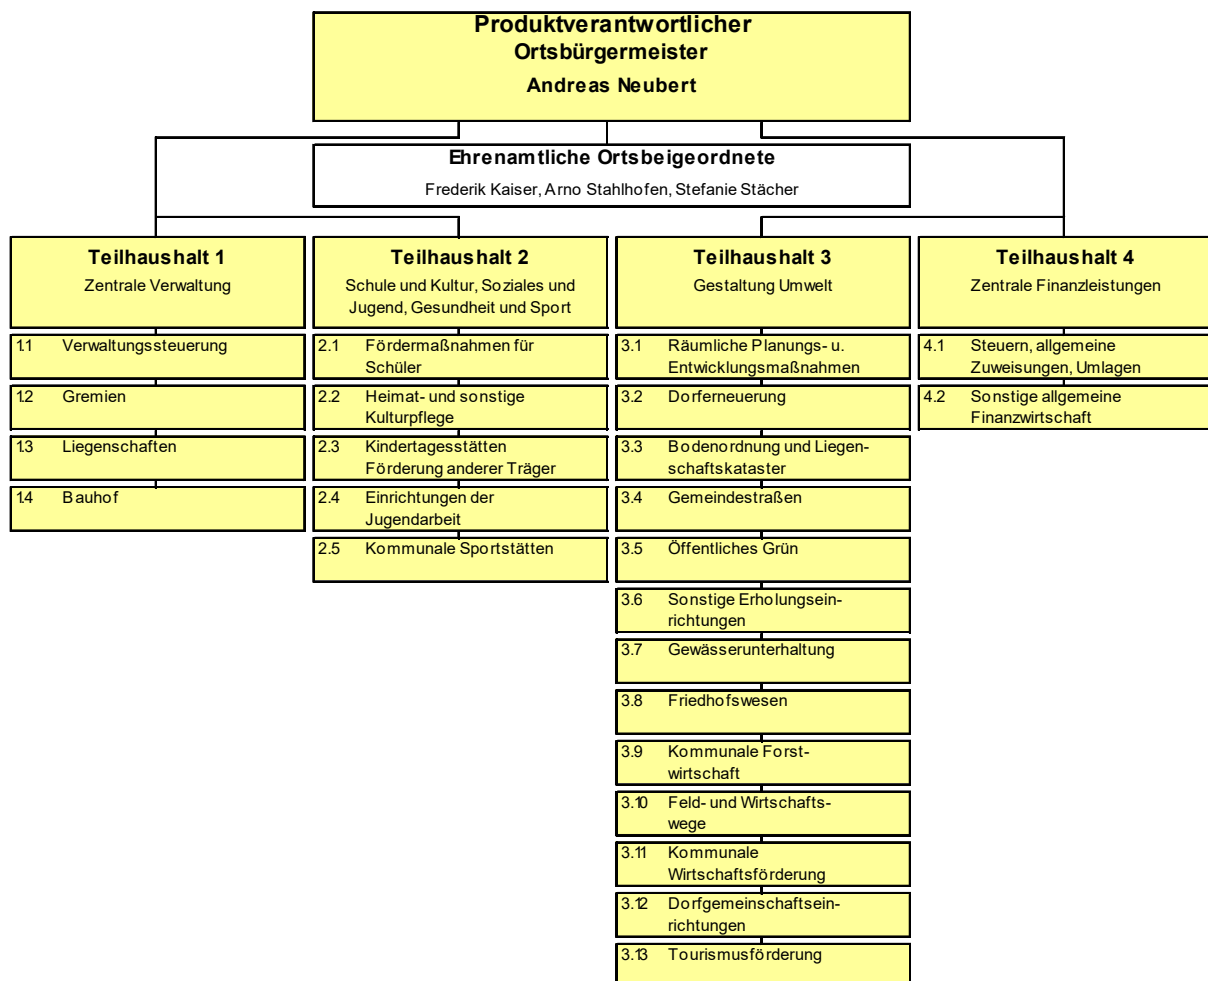 Produktverantwortlicher
Ortsbürgermeister
Andreas Neubert
Ehrenamtliche Ortsbeigeordnete
Frederik Kaiser, Arno Stahlhofen, Stefanie Stächer
Teilhaushalt 1
Zentrale Verwaltung
1.1 Verwaltungssteuerung
1.2 Gremien
1.3 Liegenschaften
1.4 Bauhof
Teilhaushalt 2
Schule und Kultur, Soziales und
Jugend, Gesundheit und Sport
2.1 Fördermaßnahmen für
Schüler
2.2 Heimat- und sonstige
Kulturpflege
2.3 Kindertagesstätten
Förderung anderer Träger
2.4 Einrichtungen der
Jugendarbeit
2.5 Kommunale Sportstätten
Teilhaushalt 3
Gestaltung Umwelt
3.1 Räumliche Planungs- u.
Entwicklungsmaßnahmen
3.2 Dorferneuerung
3.3 Bodenordnung und Liegen-
schaftskataster
3.4 Gemeindestraßen
3.5 Öffentliches Grün
3.6 Sonstige Erholungsein-
richtungen
3.7 Gewässerunterhaltung
3.8 Friedhofswesen
3.9 Kommunale Forst-
wirtschaft
3.10 Feld- und Wirtschafts-
wege
3.11 Kommunale
Wirtschaftsförderung
3.12 Dorfgemeinschaftsein-
richtungen
3.13 Tourismusförderung
Teilhaushalt 4
Zentrale Finanzleistungen
4.1 Steuern, allgemeine
Zuweisungen, Umlagen
4.2 Sonstige allgemeine
Finanzwirtschaft